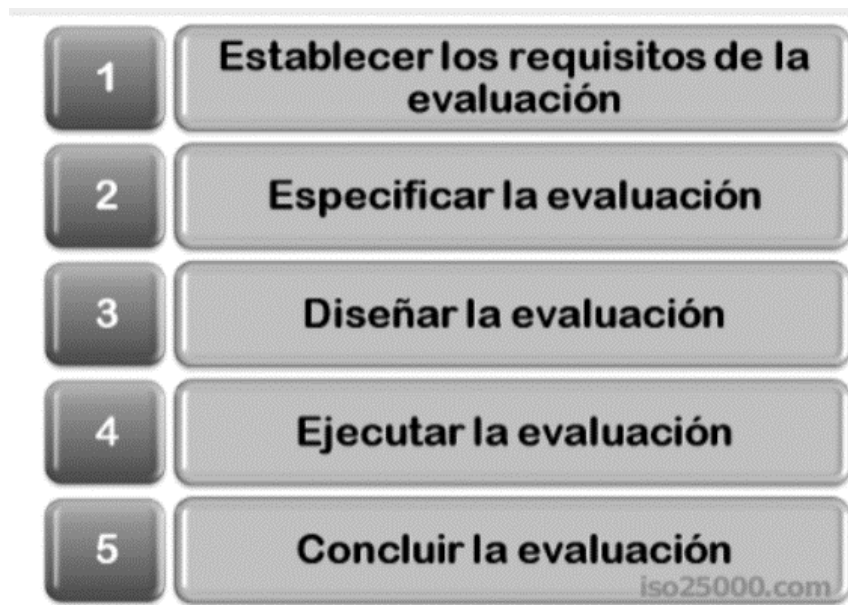 1
Establecer los requisitos de la
evaluación
2
Especificar la evaluación
3
Diseñar la evaluación
4
Ejecutar la evaluación
5
Concluir la evaluación
iso25000.com